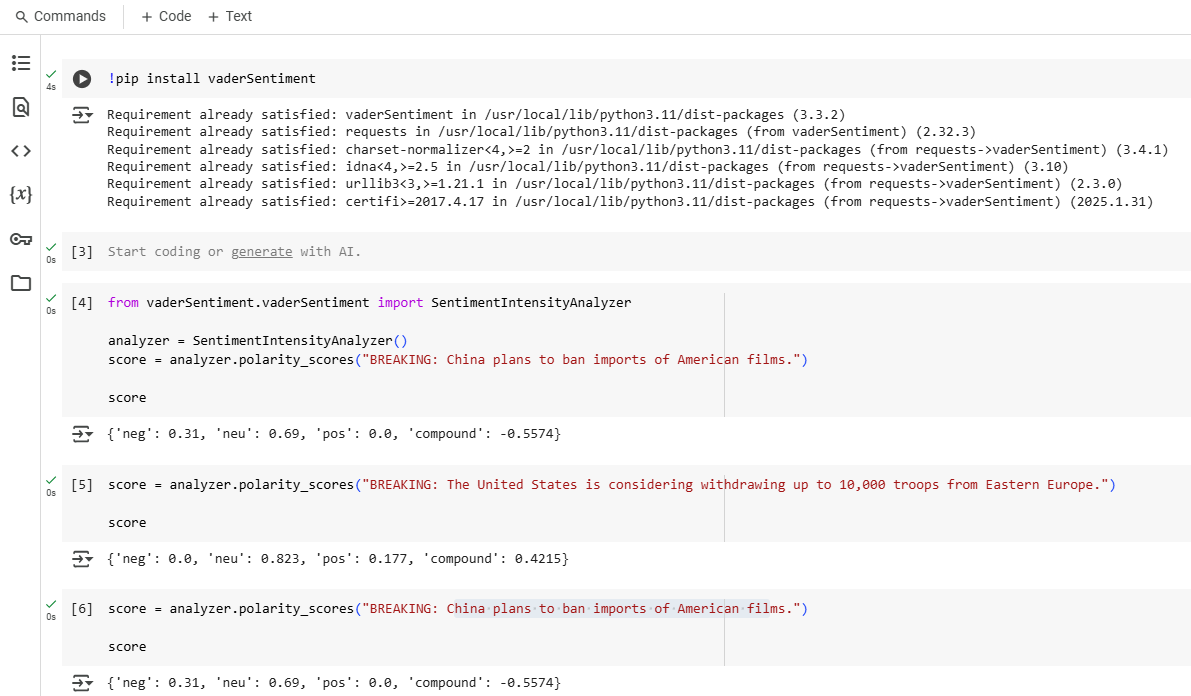 Commands + Code + Text
4s
!pip install vaderSentiment
Requirement already satisfied: vaderSentiment in /usr/local/lib/python3.11/dist-packages (3.3.2)
Requirement already satisfied: requests in /usr/local/lib/python3.11/dist-packages (from vaderSentiment) (2.32.3)
Requirement already satisfied: charset-normalizer<4,>=2 in /usr/local/lib/python3.11/dist-packages (from requests->vaderSentiment) (3.4.1)
Requirement already satisfied: idna<4,>=2.5 in /usr/local/lib/python3.11/dist-packages (from requests->vaderSentiment) (3.10)
Requirement already satisfied: urllib3<3,>=1.21.1 in /usr/local/lib/python3.11/dist-packages (from requests->vaderSentiment) (2.3.0)
Requirement already satisfied: certifi>=2017.4.17 in /usr/local/lib/python3.11/dist-packages (from requests->vaderSentiment) (2025.1.31)
0s
[3] Start coding or generate with AI.
0s
[4] from vaderSentiment.vaderSentiment import SentimentIntensityAnalyzer
analyzer = SentimentIntensityAnalyzer()
score = analyzer.polarity_scores("BREAKING: China plans to ban imports of American films.")
score
{'neg': 0.31, 'neu': 0.69, 'pos': 0.0, 'compound': -0.5574}
0s
[5] score = analyzer.polarity_scores("BREAKING: The United States is considering withdrawing up to 10,000 troops from Eastern Europe.")
score
{'neg': 0.0, 'neu': 0.823, 'pos': 0.177, 'compound': 0.4215}
0s
[6] score = analyzer.polarity_scores("BREAKING: China plans to ban imports of American films.")
score
{'neg': 0.31, 'neu': 0.69, 'pos': 0.0, 'compound': -0.5574}